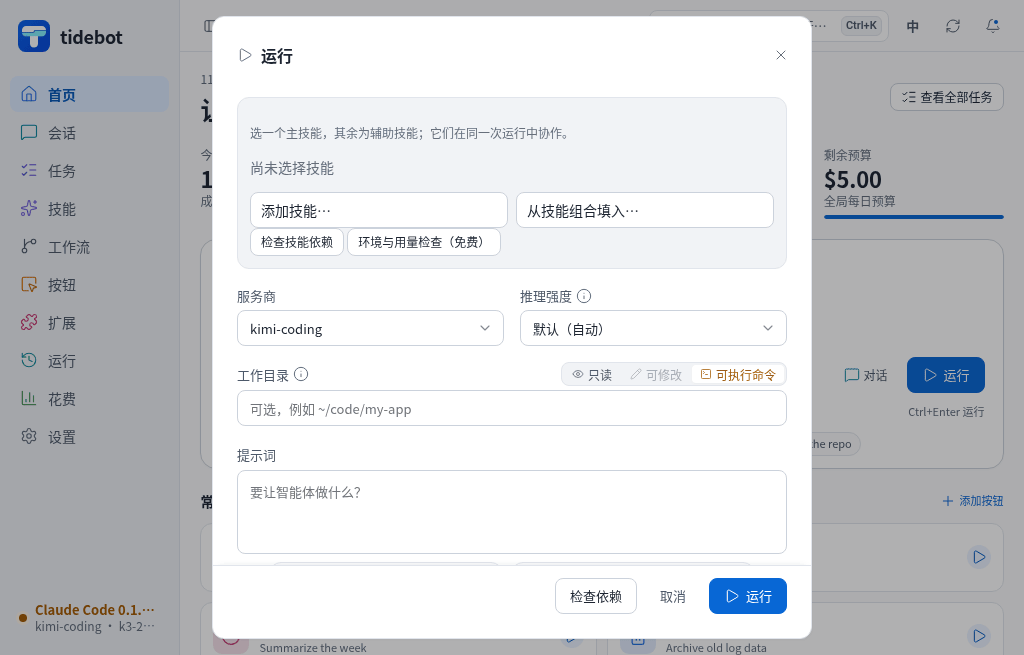 tidebot
首页
会话
任务
技能
工作流
按钮
扩展
运行
花费
设置
Claude Code 0.1.…
kimi-coding • k3-2…
Ctrl+K
中
查看全部任务
剩余预算
$5.00
全局每日预算
对话
运行
Ctrl+Enter 运行
the repo
添加按钮
Summarize the week
Archive old log data
运行
选一个主技能，其余为辅助技能；它们在同一次运行中协作。
尚未选择技能
添加技能…
从技能组合填入…
检查技能依赖
环境与用量检查（免费）
服务商
推理强度
kimi-coding
默认（自动）
工作目录
只读
可修改
可执行命令
可选，例如 ~/code/my-app
提示词
要让智能体做什么？
检查依赖
取消
运行